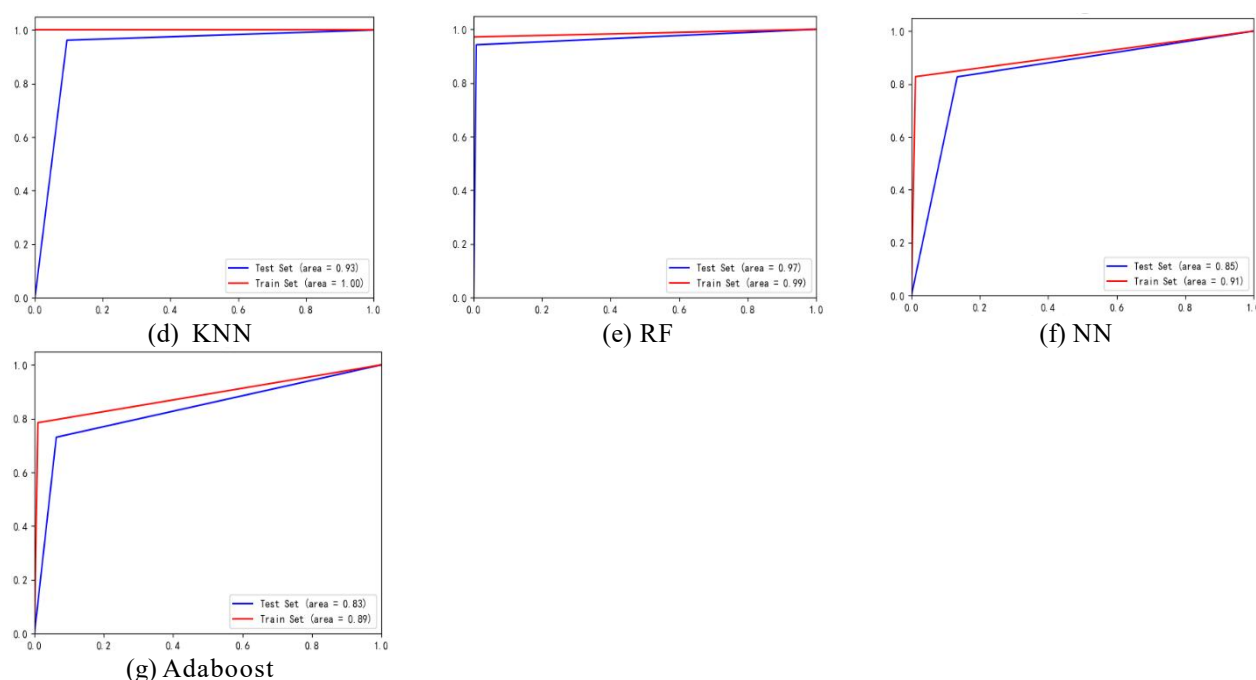 1.0
0.8
0.6
0.4
0.2
0.0
Test Set (area = 0.93)
Train Set (area = 1.00)
0.0 0.2 0.4 0.6 0.8 1.0
(d) KNN
1.0
0.8
0.6
0.4
0.2
0.0
Test Set (area = 0.97)
Train Set (area = 0.99)
0.0 0.2 0.4 0.6 0.8 1.0
(e) RF
1.0
0.8
0.6
0.4
0.2
0.0
Test Set (area = 0.85)
Train Set (area = 0.91)
0.0 0.2 0.4 0.6 0.8
(f) NN
1.0
0.8
0.6
0.4
0.2
0.0
Test Set (area = 0.83)
Train Set (area = 0.89)
0.0 0.2 0.4 0.6 0.8 1.0
(g) Adaboost